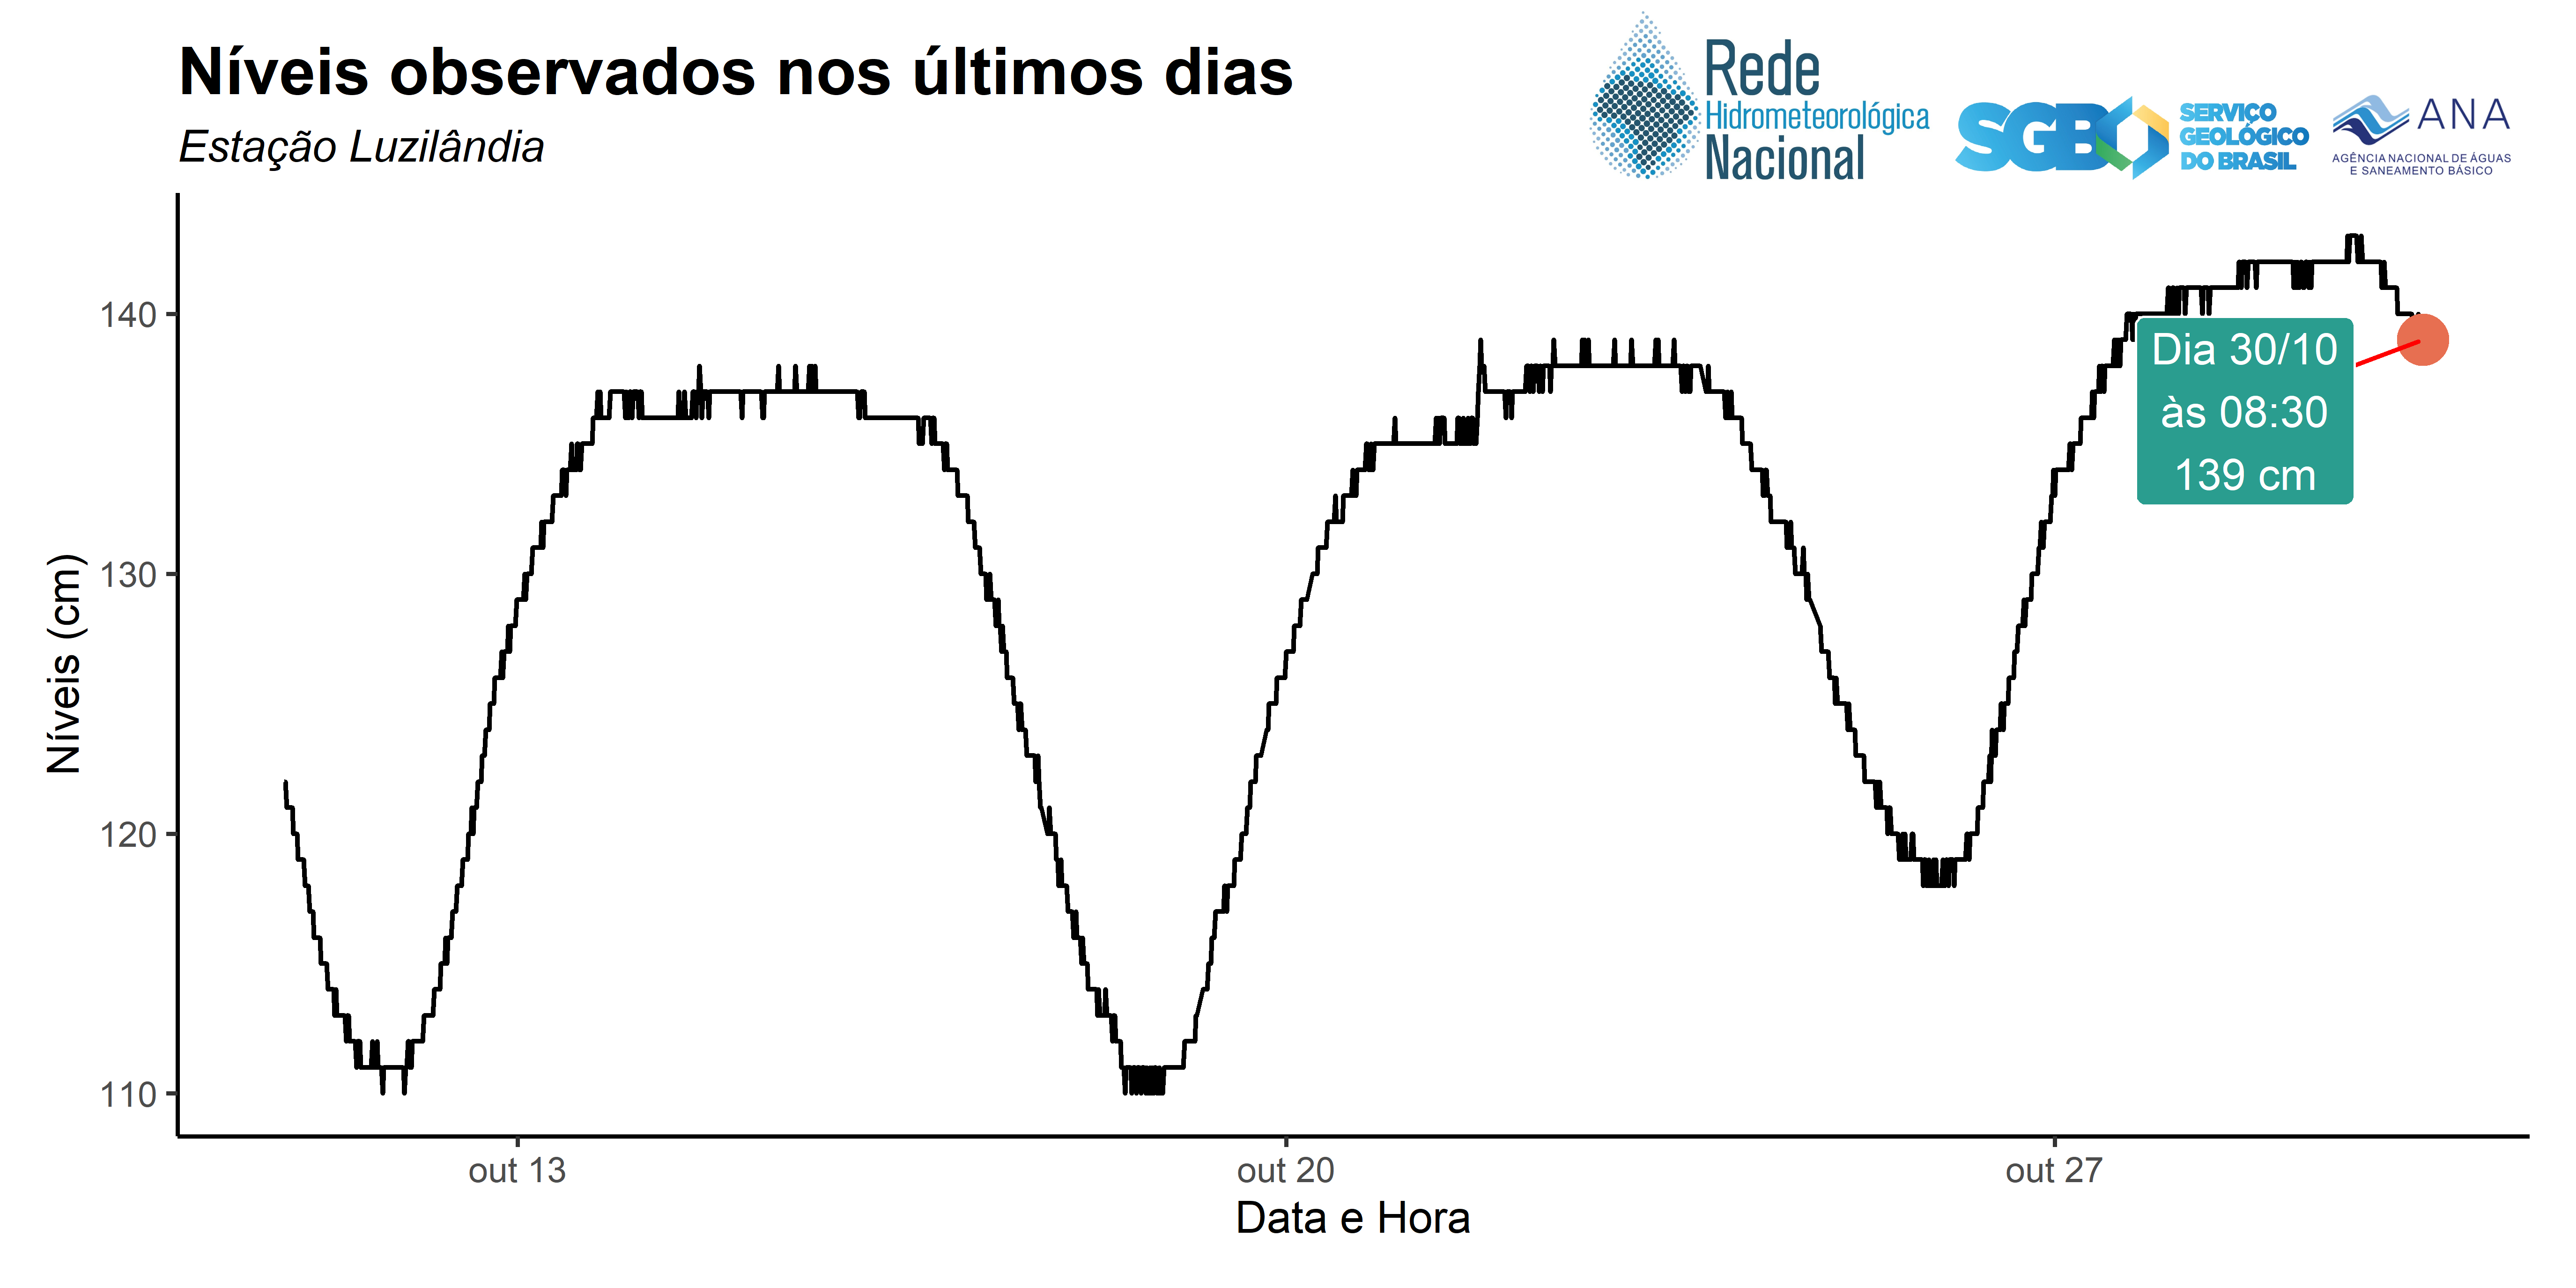 Níveis observados nos últimos dias
Estação Luzilândia
Rede
Hidrometeorológica
Nacional
SGB
SERVIÇO
GEOLÓGICO
DO BRASIL
ANA
AGÊNCIA NACIONAL DE ÁGUAS
E SANEAMENTO BÁSICO
Níveis (cm)
140
130
120
110
Dia 30/10
às 08:30
139 cm
out 13
out 20
out 27
Data e Hora